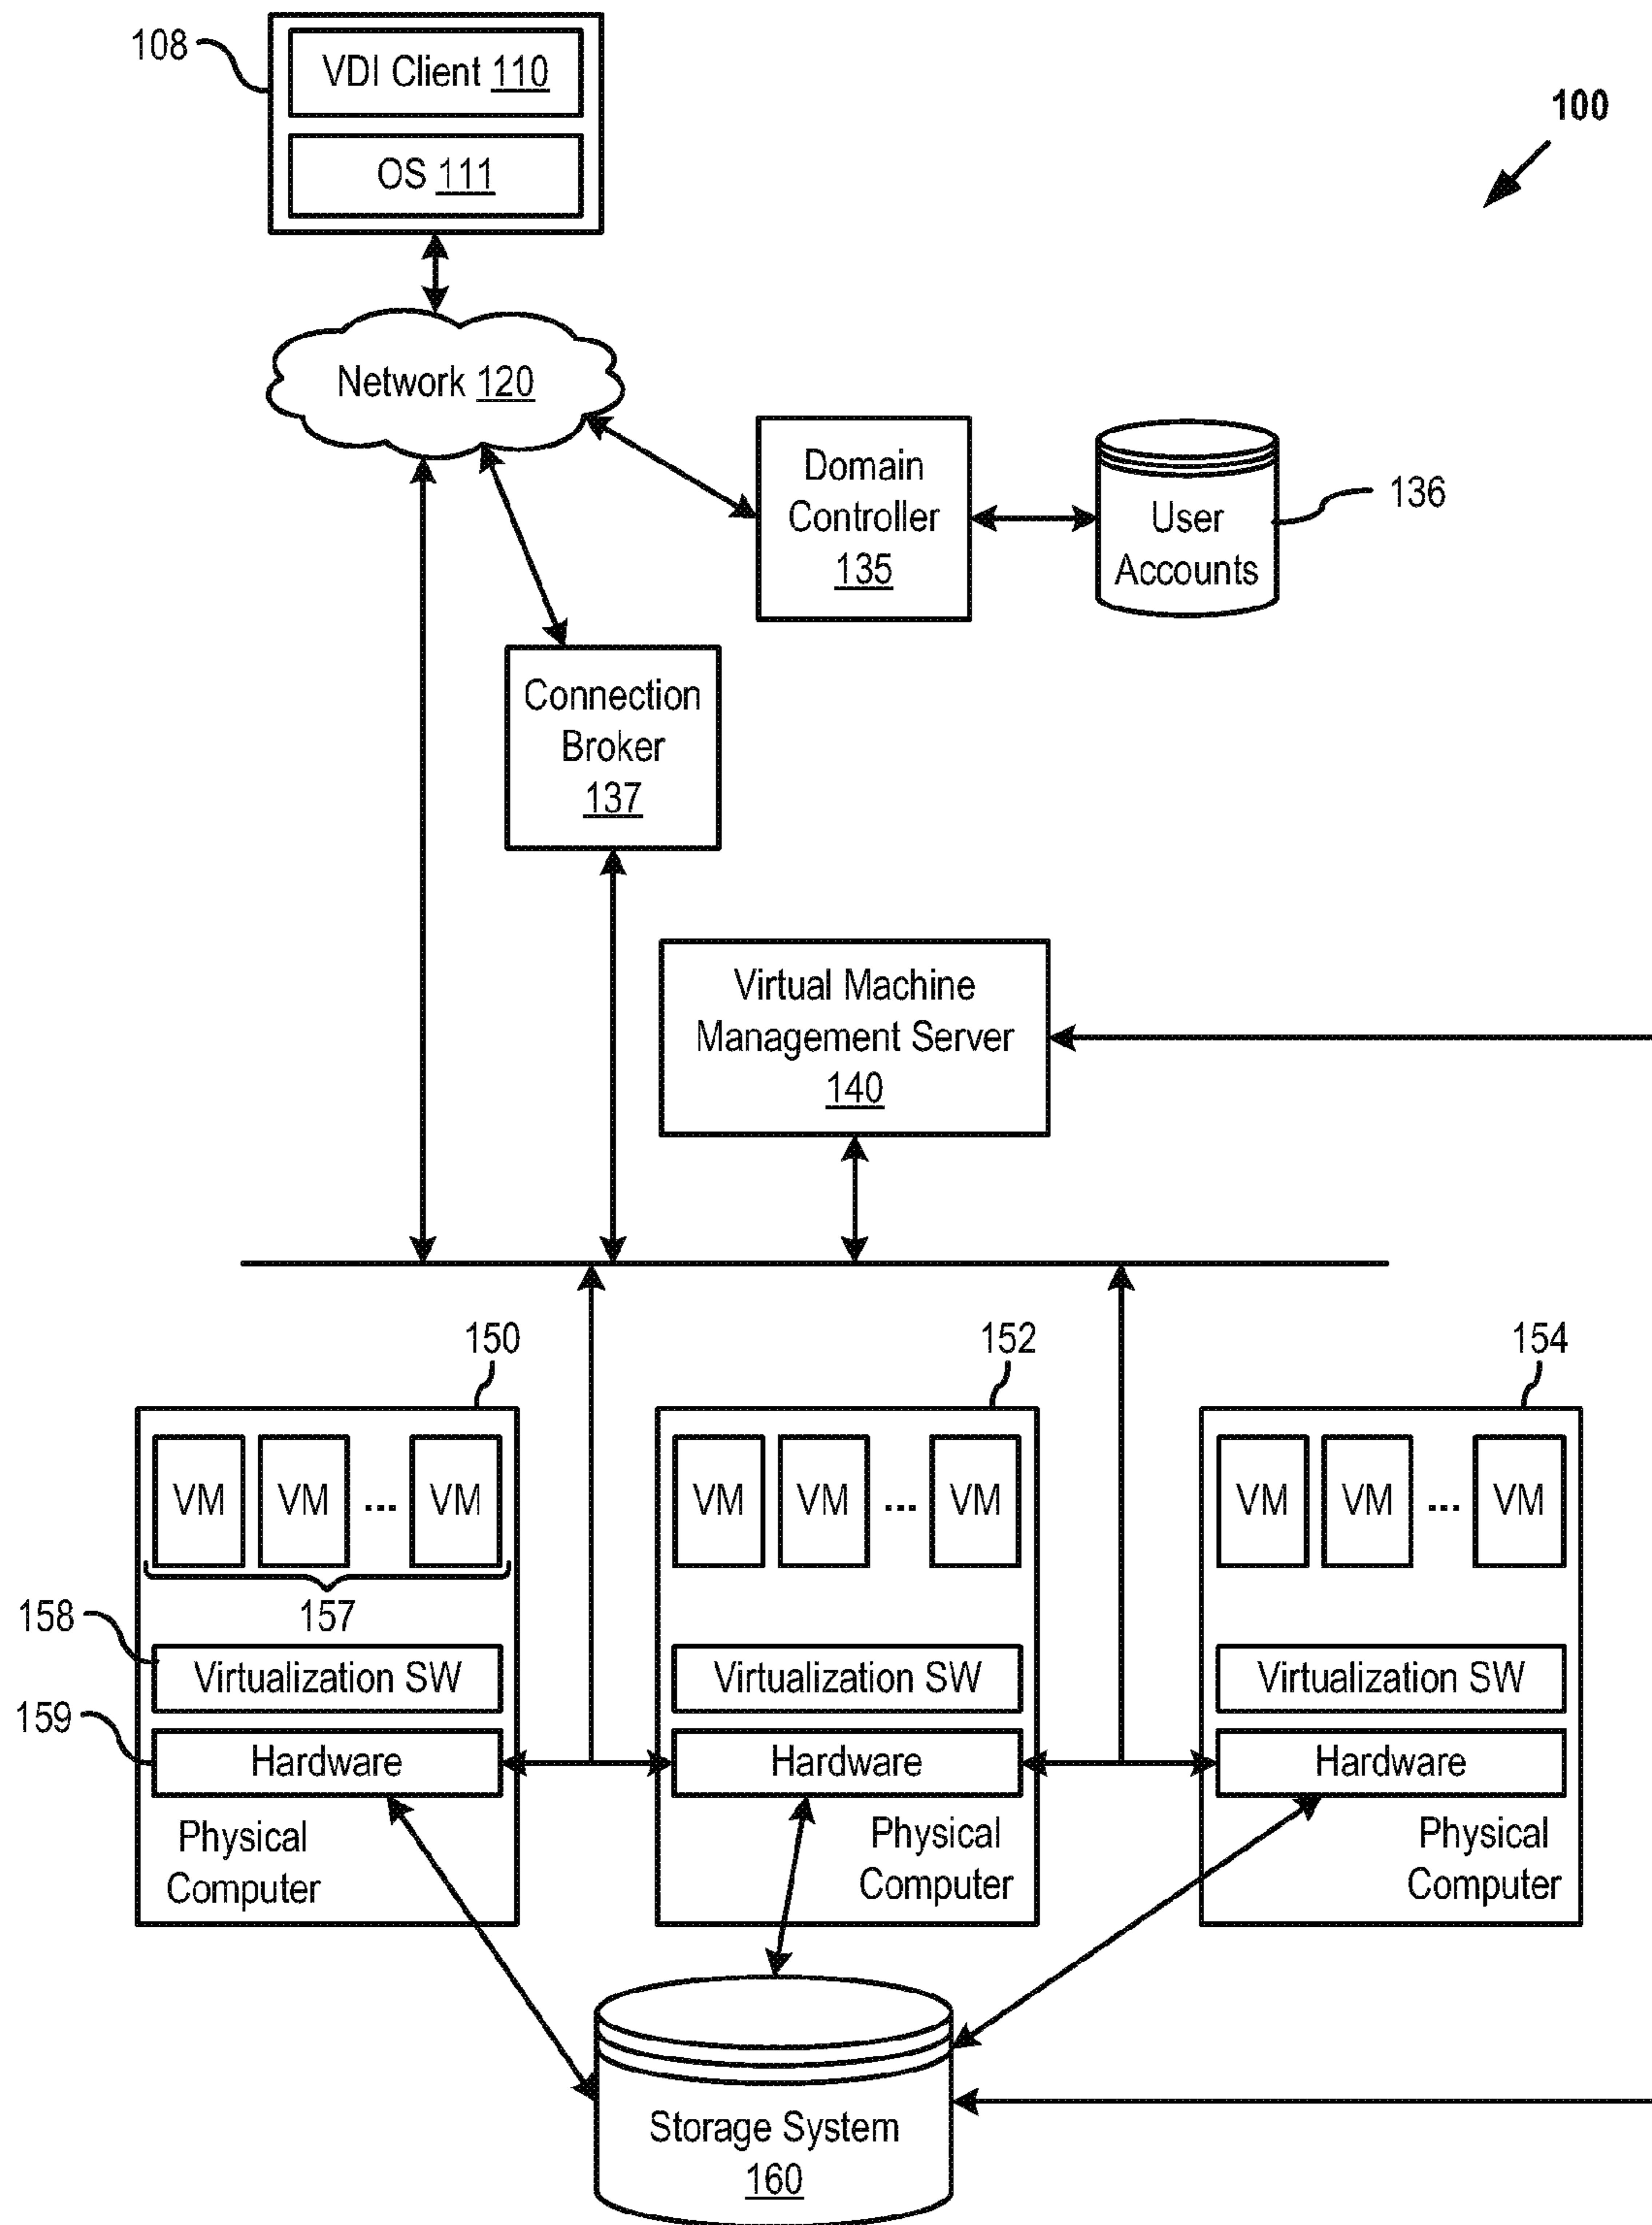 108
VDI Client 110
OS 111
100
Network 120
Domain
Controller
135
User
Accounts
136
Connection
Broker
137
Virtual Machine
Management Server
140
150
152
154
VM VM ... VM
VM VM ... VM
VM VM ... VM
157
158
Virtualization SW
Virtualization SW
Virtualization SW
159
Hardware
Hardware
Hardware
Physical
Computer
Physical
Computer
Physical
Computer
Storage System
160